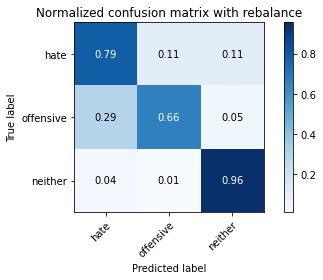 Normalized confusion matrix with rebalance
True label
hate
0.79 0.11 0.11
offensive
0.29 0.66 0.05
neither
0.04 0.01 0.96
hate
offensive
neither
Predicted label
0.8
0.6
0.4
0.2